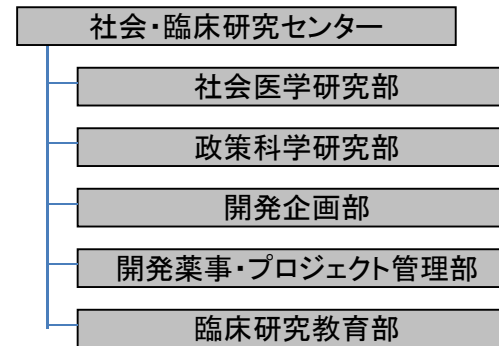 社会・臨床研究センター
社会医学研究部
政策科学研究部
開発企画部
開発薬事・プロジェクト管理部
臨床研究教育部